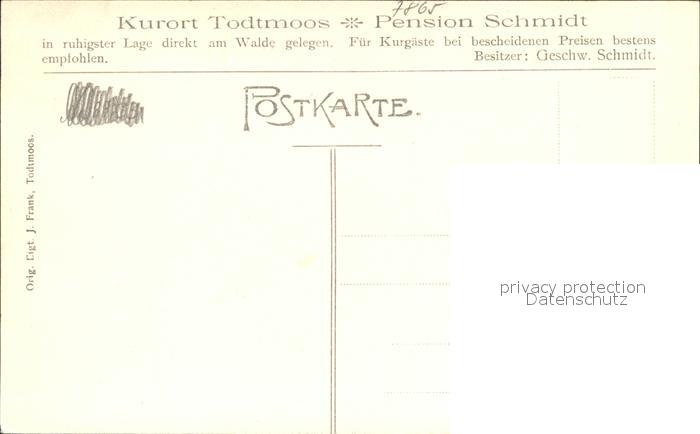 7865
Kurort Todtmoos ⁜ Pension Schmidt
in ruhigster Lage direkt am Walde gelegen. Für Kurgäste bei bescheidenen Preisen bestens
empfohlen. Besitzer: Geschw. Schmidt.
POSTKARTE.
Orig. Eigt. J. Frank, Todtmoos.
privacy protection
Datenschutz